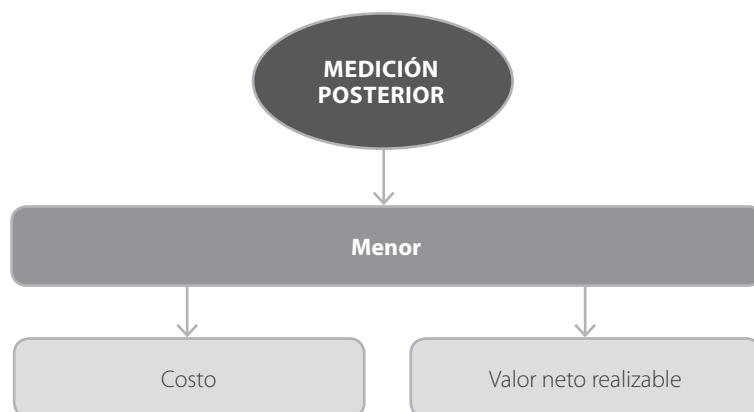 MEDICIÓN
POSTERIOR
Menor
Costo
Valor neto realizable